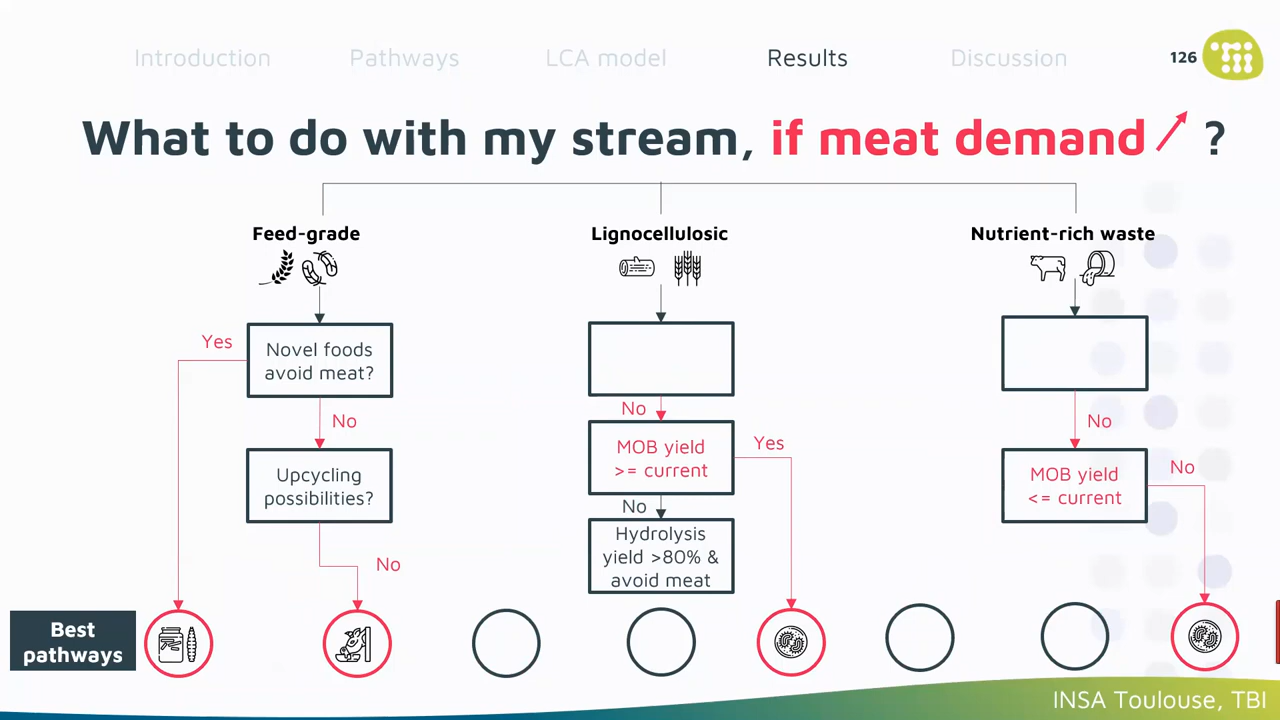 Introduction
Pathways
LCA model
Results
Discussion
126
What to do with my stream, if meat demand ?
Feed-grade
Lignocellulosic
Nutrient-rich waste
Yes
Novel foods
avoid meat?
No
Upcycling
possibilities?
No
No
MOB yield
>= current
Yes
No
Hydrolysis
yield >80% &
avoid meat
No
MOB yield
<= current
No
Best
pathways
INSA Toulouse, TBI